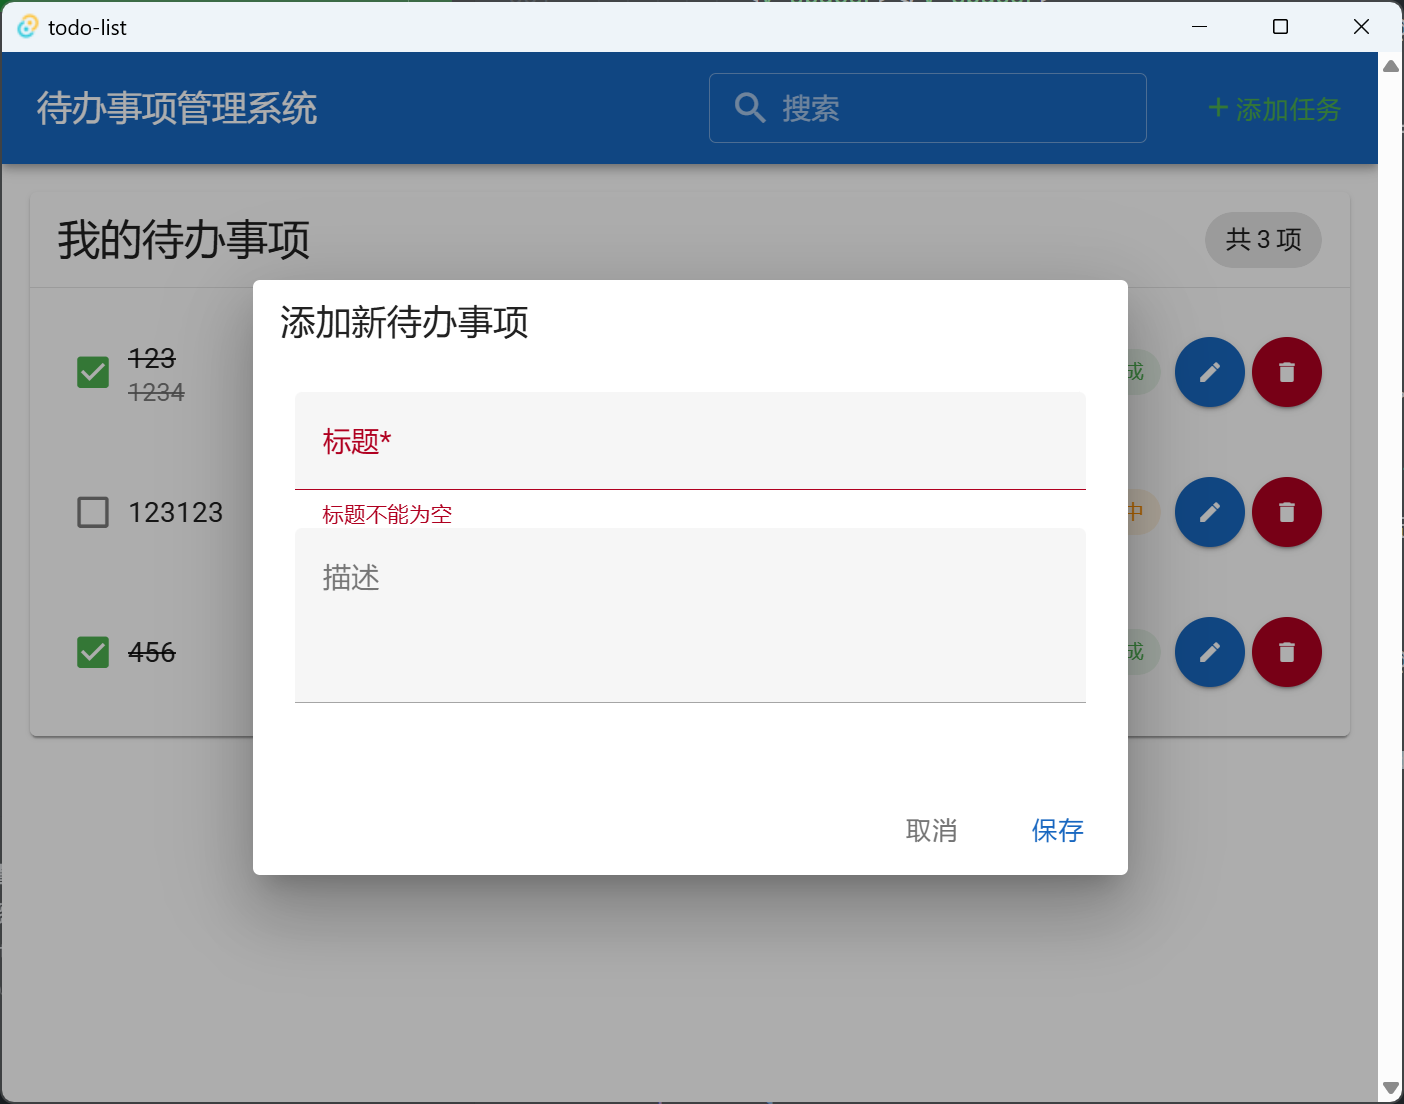 todo-list
待办事项管理系统
搜索
+ 添加任务
我的待办事项
共 3 项
添加新待办事项
123
1234
成
标题*
标题不能为空
123123
中
描述
456
成
取消
保存